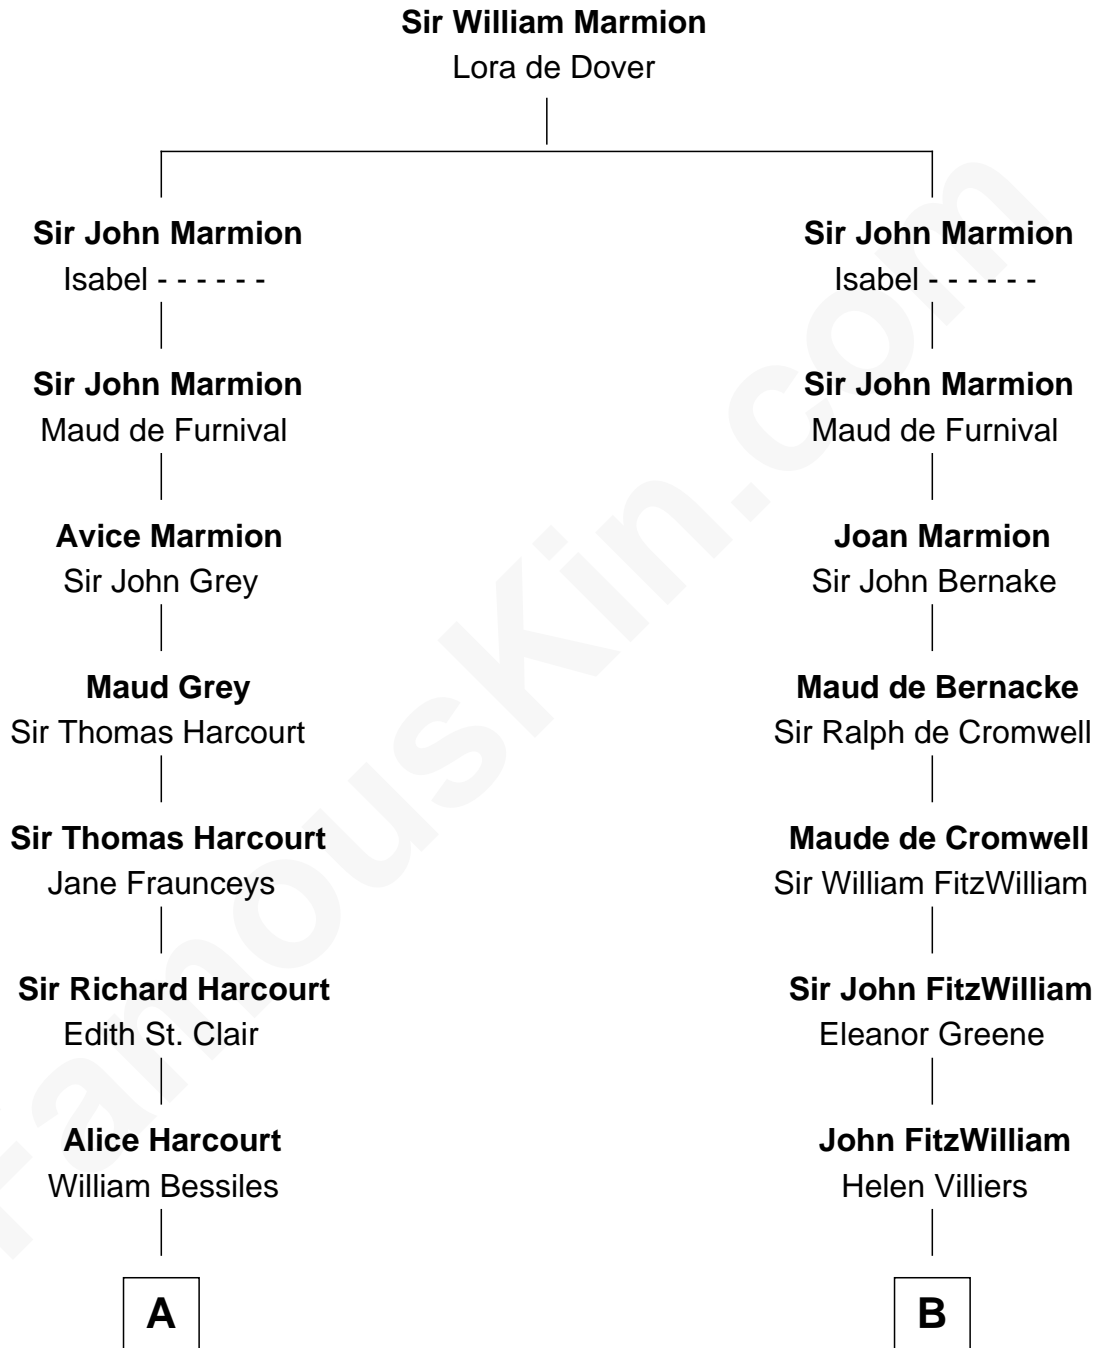 Sir William Marmion
Lora de Dover
Sir John Marmion
Isabel - - - - - -
Sir John Marmion
Maud de Furnival
Avice Marmion
Sir John Grey
Maud Grey
Sir Thomas Harcourt
Sir Thomas Harcourt
Jane Fraunceys
Sir Richard Harcourt
Edith St. Clair
Alice Harcourt
William Bessiles
A
Sir John Marmion
Isabel - - - - - -
Sir John Marmion
Maud de Furnival
Joan Marmion
Sir John Bernake
Maud de Bernacke
Sir Ralph de Cromwell
Maude de Cromwell
Sir William FitzWilliam
Sir John FitzWilliam
Eleanor Greene
John FitzWilliam
Helen Villiers
B
FamousKin.com